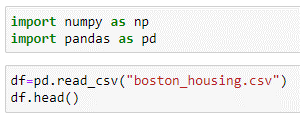 import numpy as np
import pandas as pd
df=pd.read_csv("boston_housing.csv")
df.head()